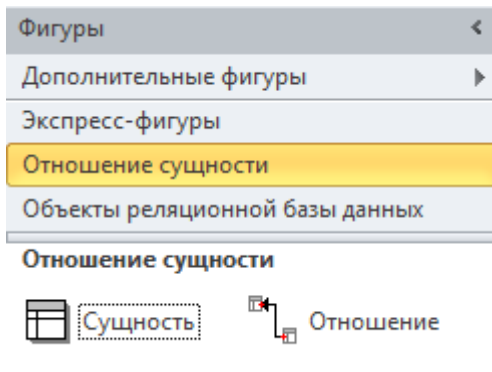 Фигуры
Дополнительные фигуры
Экспресс-фигуры
Отношение сущности
Объекты реляционной базы данных
Отношение сущности
Сущность Отношение